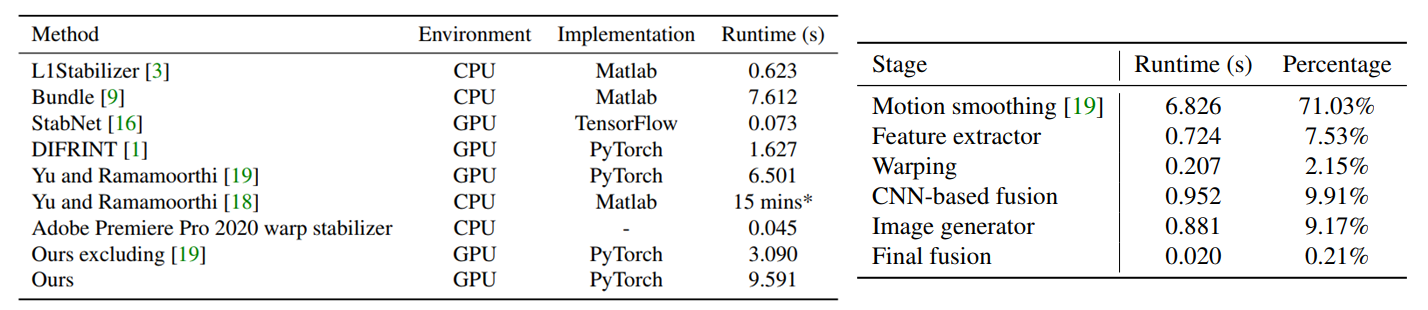 Method Environment Implementation Runtime (s)
L1Stabilizer [3] CPU Matlab 0.623
Bundle [9] CPU Matlab 7.612
StabNet [16] GPU TensorFlow 0.073
DIFRINT [1] GPU PyTorch 1.627
Yu and Ramamoorthi [19] GPU PyTorch 6.501
Yu and Ramamoorthi [18] CPU Matlab 15 mins*
Adobe Premiere Pro 2020 warp stabilizer CPU - 0.045
Ours excluding [19] GPU PyTorch 3.090
Ours GPU PyTorch 9.591
Stage Runtime (s) Percentage
Motion smoothing [19] 6.826 71.03%
Feature extractor 0.724 7.53%
Warping 0.207 2.15%
CNN-based fusion 0.952 9.91%
Image generator 0.881 9.17%
Final fusion 0.020 0.21%